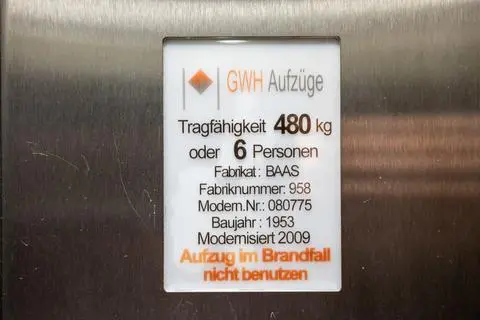 GWH Aufzüge
Tragfähigkeit 480 kg
oder 6 Personen
Fabrikat : BAAS
Fabriknummer: 958
Modern.Nr.: 080775
Baujahr : 1953
Modernisiert 2009
Aufzug im Brandfall
nicht benutzen